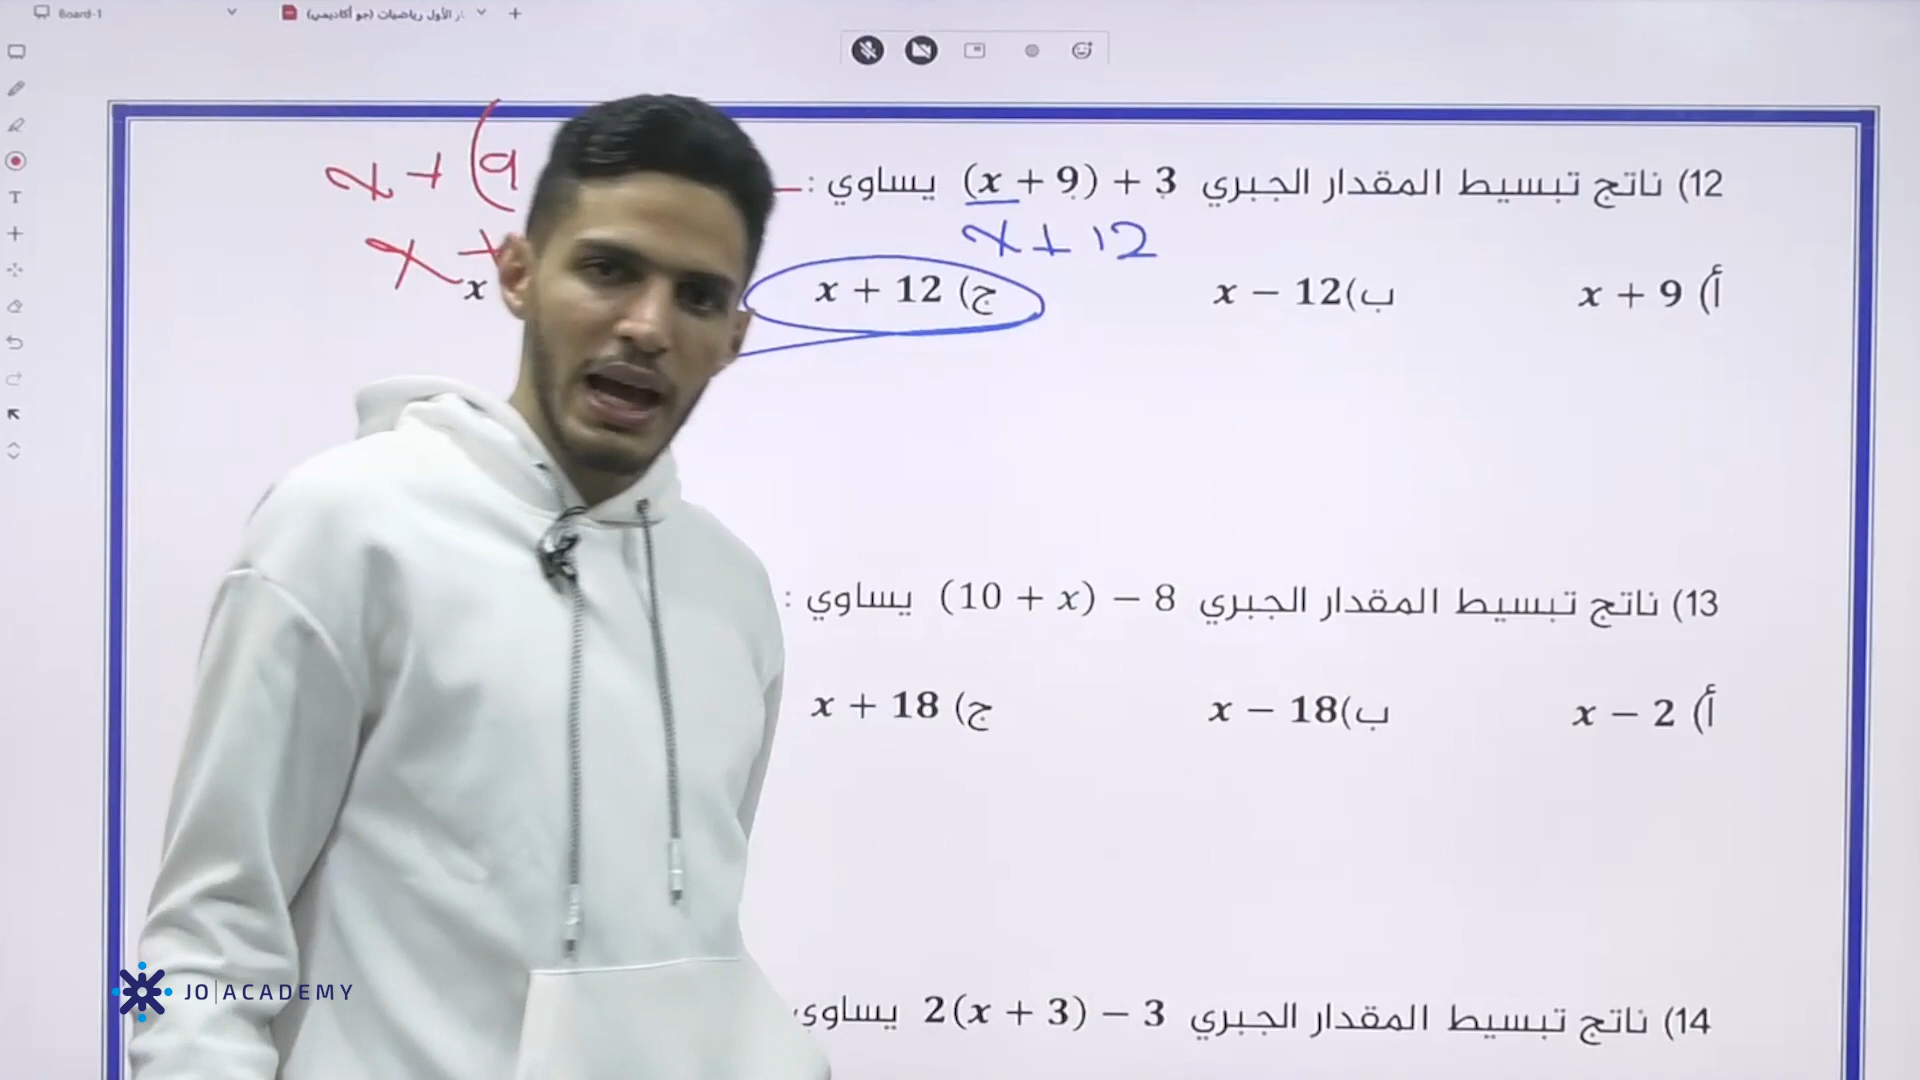 Board-1
ز الأول رياضيات (جو أكاديمي)
x + (9
12) ناتج تبسيط المقدار الجبري (x + 9) + 3 يساوي :
x + 12
x +
أ) x + 9
ب) x − 12
ج) x + 12
x
13) ناتج تبسيط المقدار الجبري (10 + x) − 8 يساوي :
أ) x − 2
ب) x − 18
ج) x + 18
JO ACADEMY
14) ناتج تبسيط المقدار الجبري 2(x + 3) − 3 يساوي